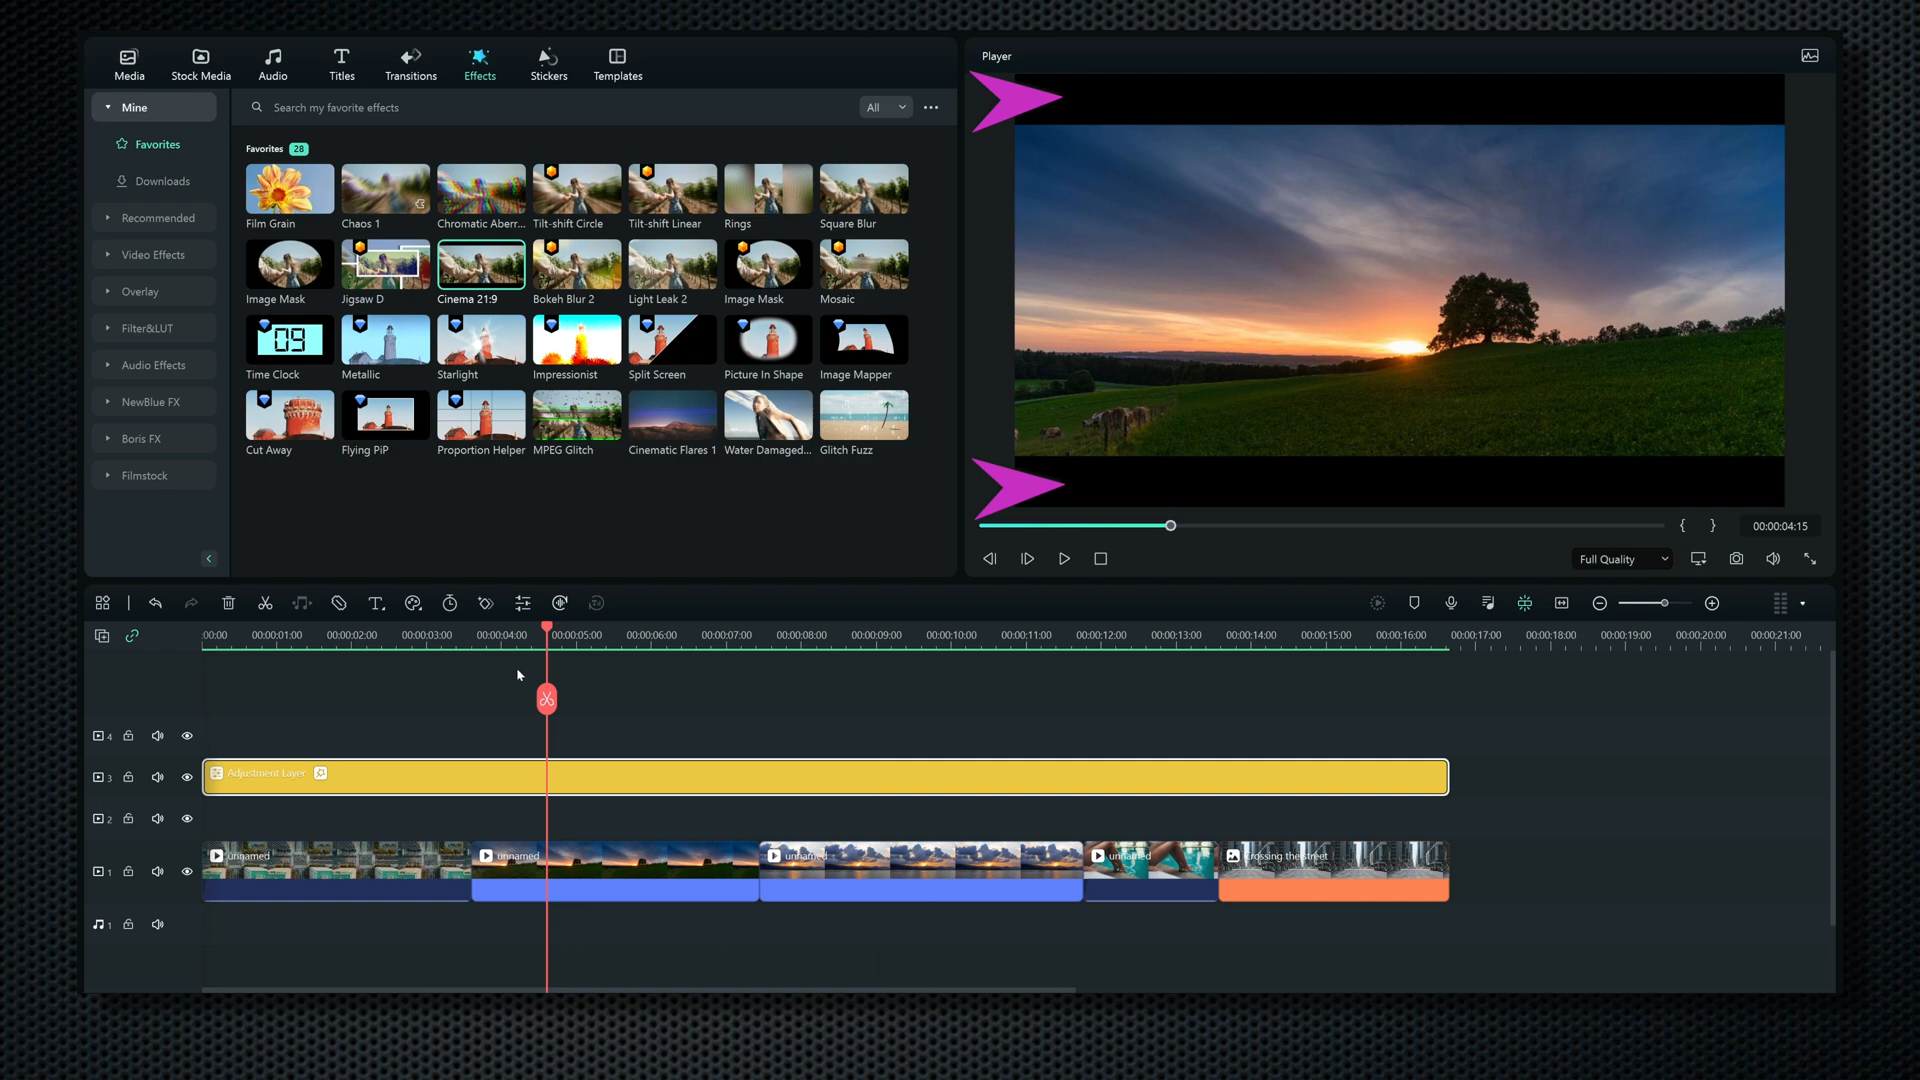 Media
Stock Media
Audio
Titles
Transitions
Effects
Stickers
Templates
Player
Mine
Search my favorite effects
All
Favorites
Downloads
Recommended
Video Effects
Overlay
Filter&LUT
Audio Effects
NewBlue FX
Boris FX
Filmstock
Favorites 28
Film Grain
Chaos 1
Chromatic Aberr...
Tilt-shift Circle
Tilt-shift Linear
Rings
Square Blur
Image Mask
Jigsaw D
Cinema 21:9
Bokeh Blur 2
Light Leak 2
Image Mask
Mosaic
09
Time Clock
Metallic
Starlight
Impressionist
Split Screen
Picture In Shape
Image Mapper
Cut Away
Flying PiP
Proportion Helper
MPEG Glitch
Cinematic Flares 1
Water Damaged...
Glitch Fuzz
{ } 00:00:04:15
Full Quality
:00:00 00:00:01:00 00:00:02:00 00:00:03:00 00:00:04:00 00:00:05:00 00:00:06:00 00:00:07:00 00:00:08:00 00:00:09:00 00:00:10:00 00:00:11:00 00:00:12:00 00:00:13:00 00:00:14:00 00:00:15:00 00:00:16:00 00:00:17:00 00:00:18:00 00:00:19:00 00:00:20:00 00:00:21:00
4
3
Adjustment Layer
2
1
unnamed
unnamed
unnamed
unnamed
Crossing the street
1